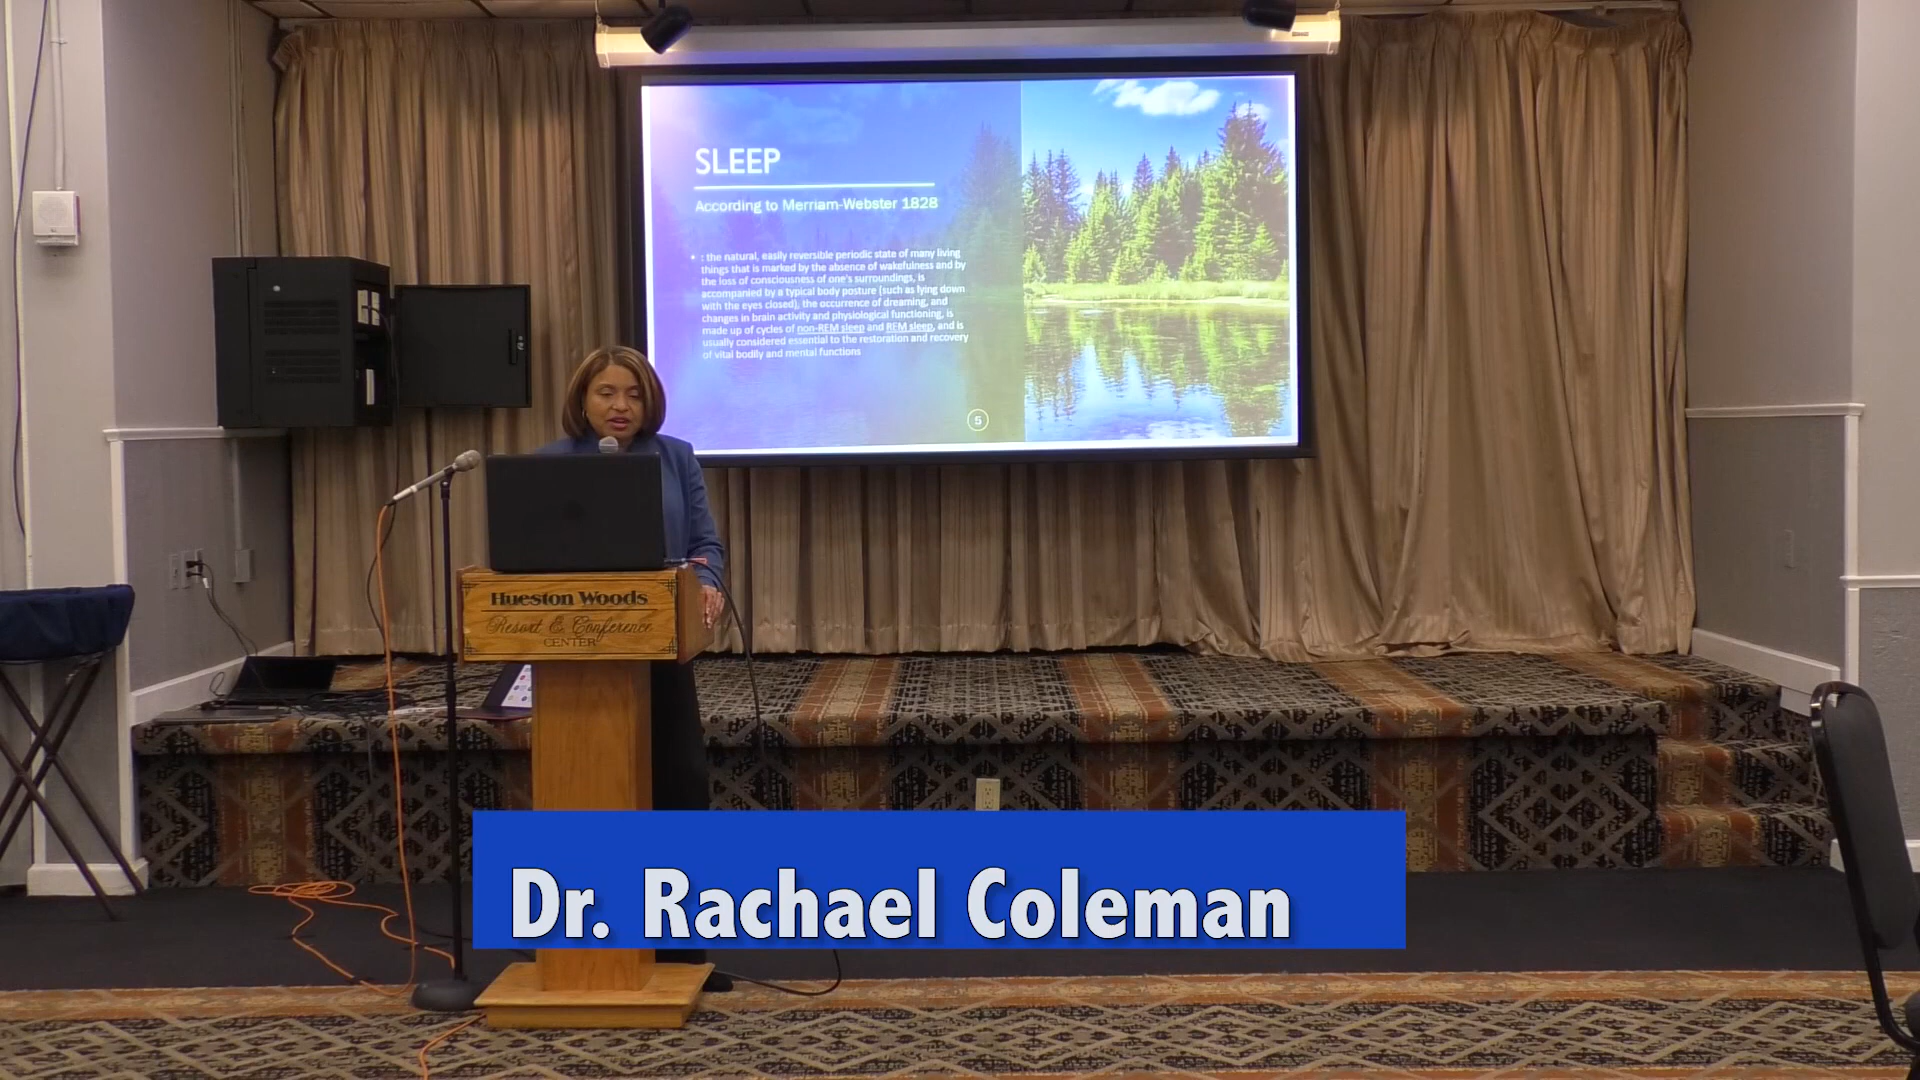 SLEEP
According to Merriam-Webster 1828
• : the natural, easily reversible periodic state of many living
things that is marked by the absence of wakefulness and by
the loss of consciousness of one's surroundings, is
accompanied by a typical body posture (such as lying down
with the eyes closed), the occurrence of dreaming, and
changes in brain activity and physiological functioning, is
made up of cycles of non-REM sleep and REM sleep, and is
usually considered essential to the restoration and recovery
of vital bodily and mental functions
5
Hueston Woods
Resort & Conference
CENTER
Dr. Rachael Coleman